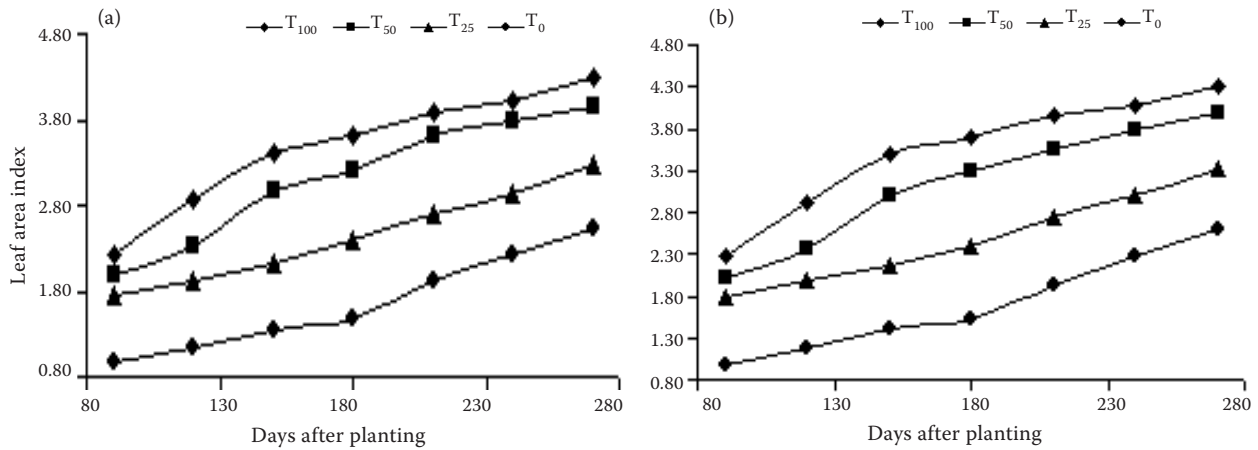 (a)
T100 T50 T25 T0
4.80
3.80
2.80
1.80
0.80
Leaf area index
80 130 180 230 280
Days after planting
(b)
T100 T50 T25 T0
4.80
4.30
3.80
3.30
2.80
2.30
1.80
1.30
0.80
80 130 180 230 280
Days after planting